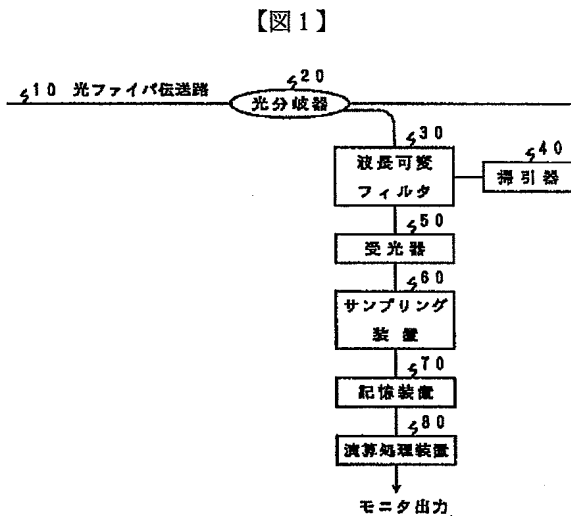 【図1】
20
10 光ファイバ伝送路
光分岐器
30
40
波長可変
フィルタ
掃引器
50
受光器
60
サンプリング
装置
70
記憶装置
80
演算処理装置
モニタ出力